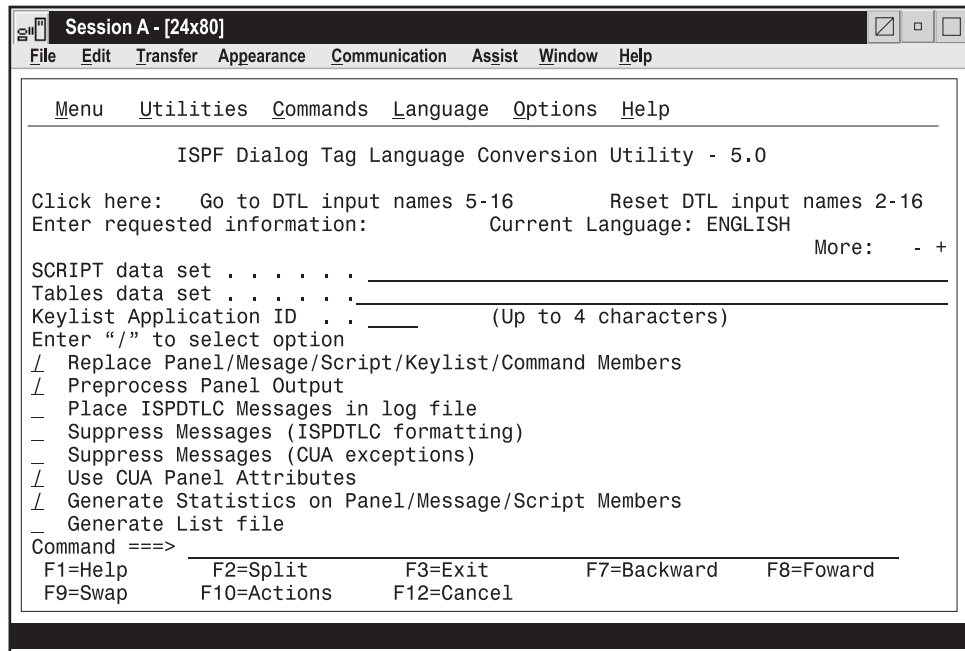 Session A - [24x80]
File Edit Transfer Appearance Communication Assist Window Help
Menu Utilities Commands Language Options Help
ISPF Dialog Tag Language Conversion Utility - 5.0
Click here: Go to DTL input names 5-16 Reset DTL input names 2-16
Enter requested information: Current Language: ENGLISH
More: - +
SCRIPT data set . . . . . .
Tables data set . . . . . .
Keylist Application ID . . ____ (Up to 4 characters)
Enter “/” to select option
/ Replace Panel/Mesage/Script/Keylist/Command Members
/ Preprocess Panel Output
_ Place ISPDTLC Messages in log file
_ Suppress Messages (ISPDTLC formatting)
_ Suppress Messages (CUA exceptions)
/ Use CUA Panel Attributes
/ Generate Statistics on Panel/Message/Script Members
_ Generate List file
Command ===>
F1=Help F2=Split F3=Exit F7=Backward F8=Foward
F9=Swap F10=Actions F12=Cancel